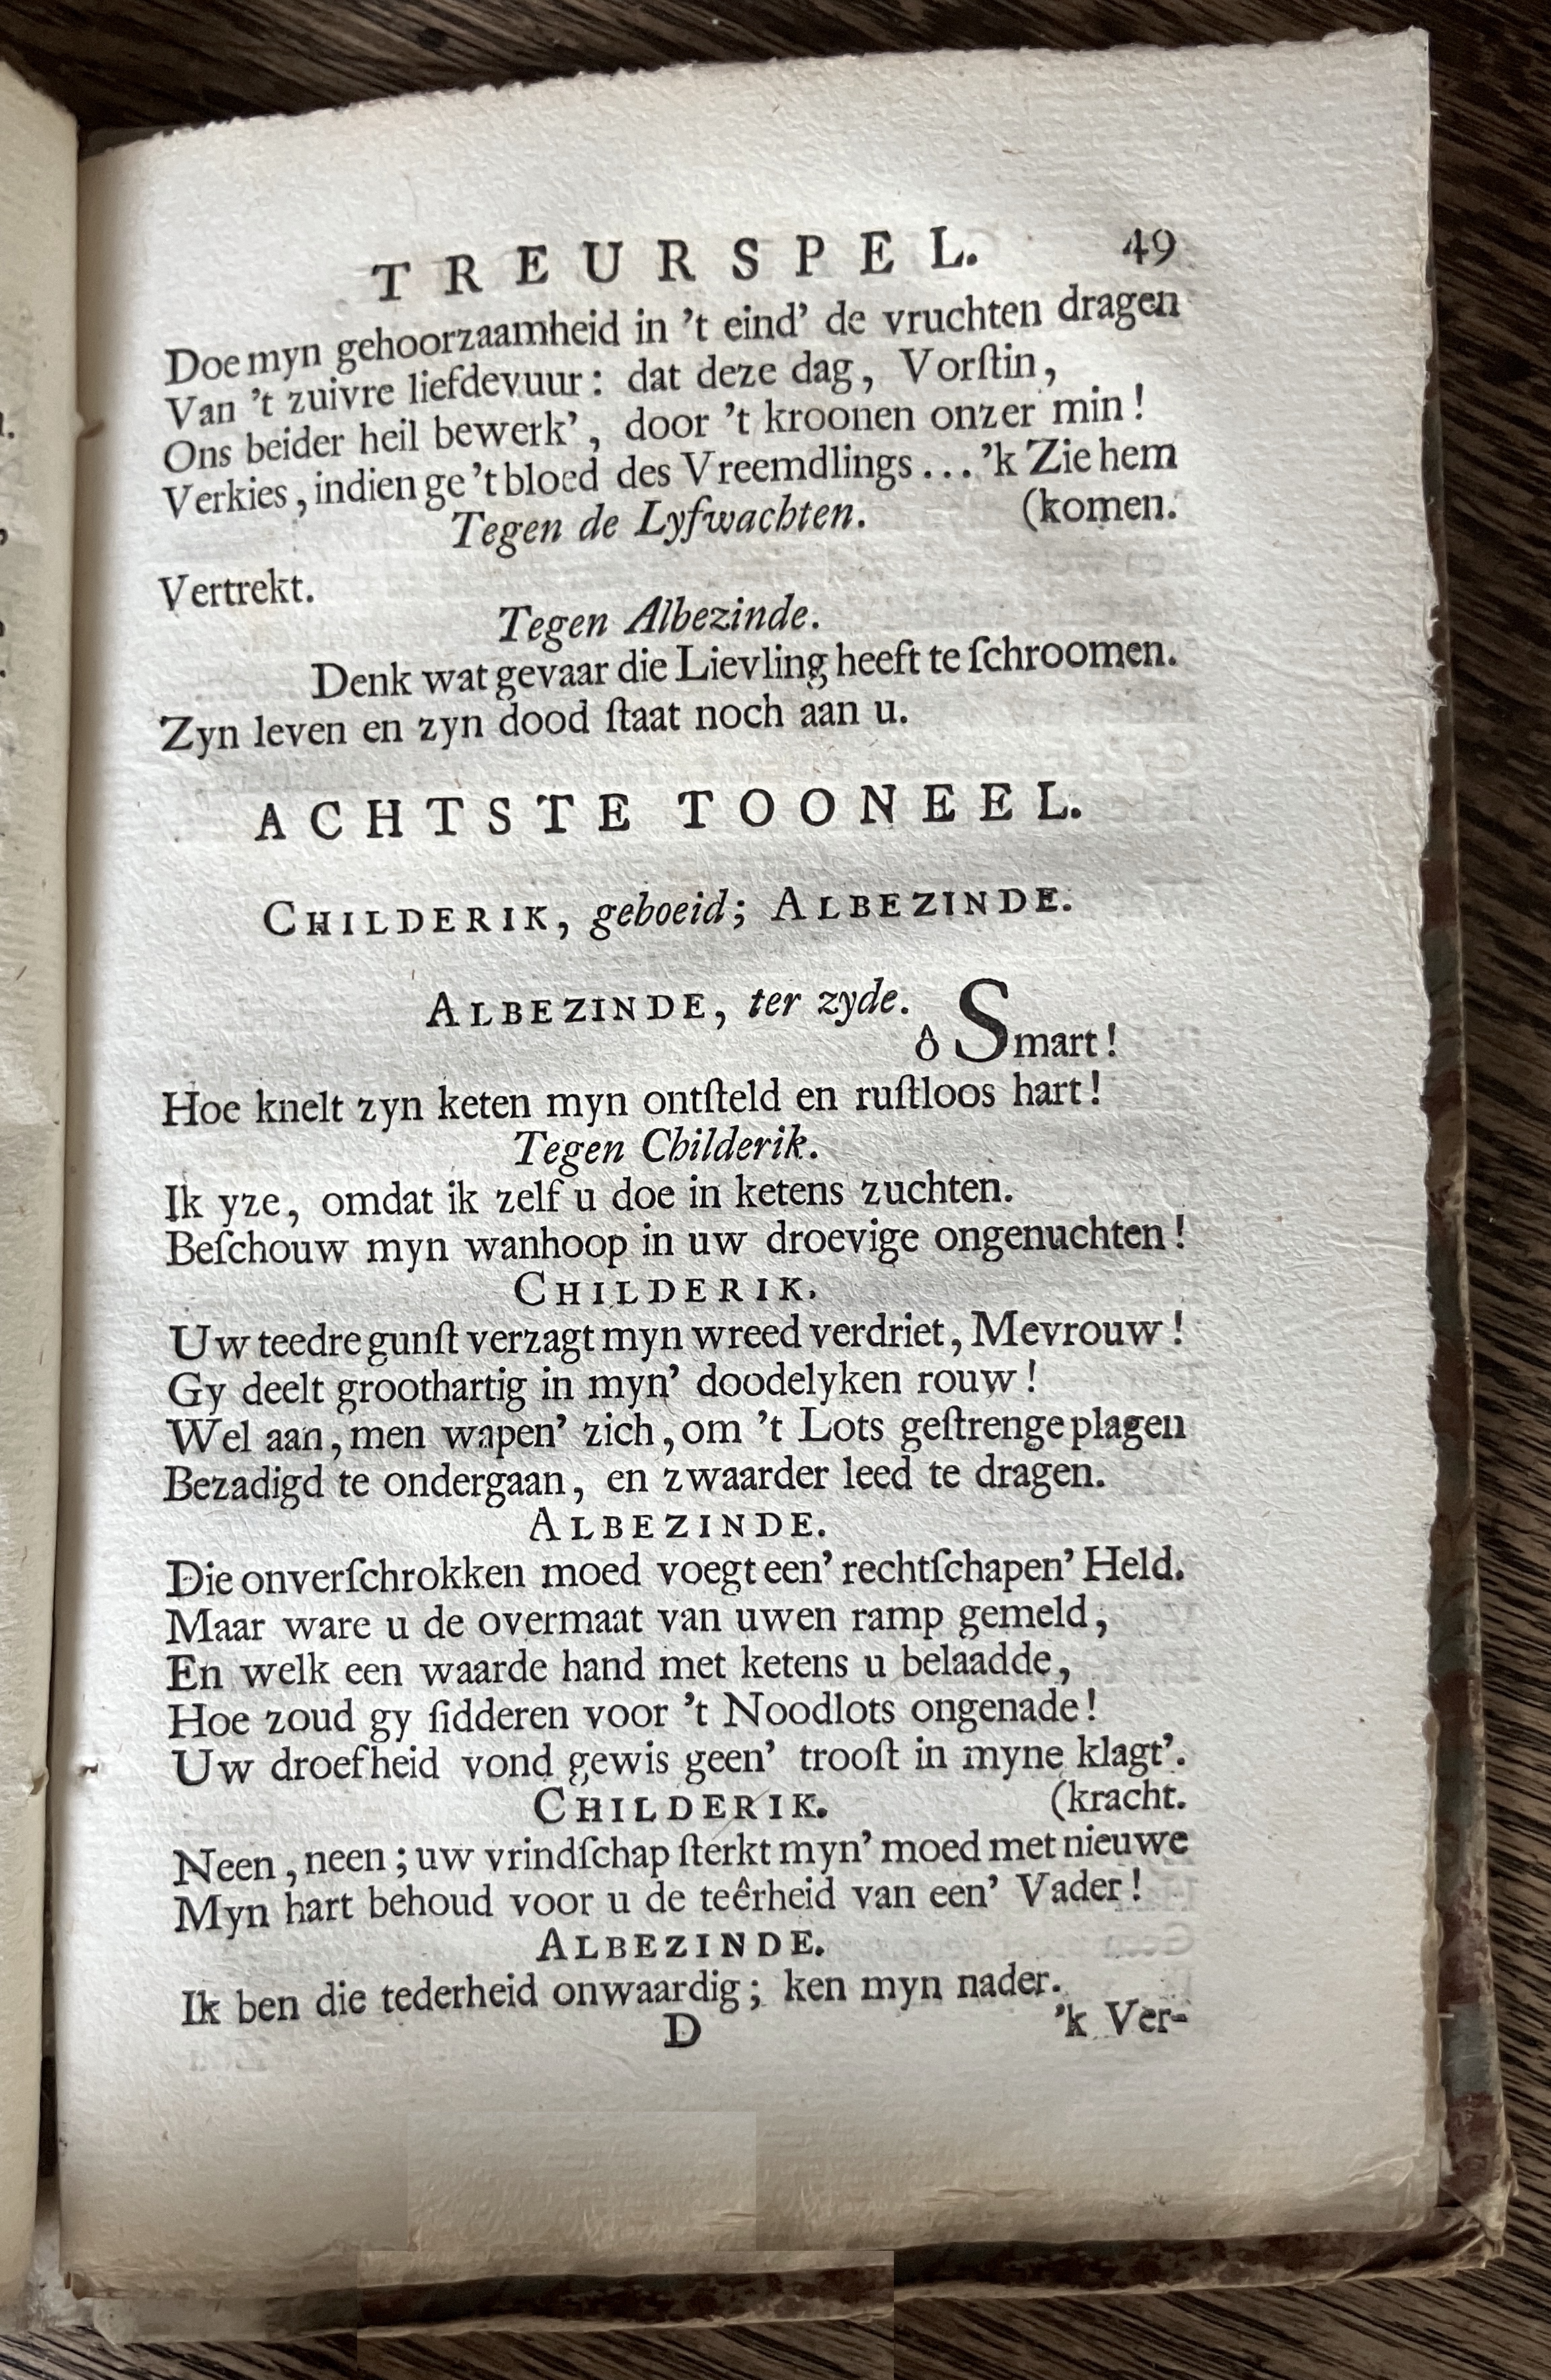 TREURSPEL. 49
Doe myn gehoorzaamheid in 't eind' de vruchten dragen
Van 't zuivre liefdevuur: dat deze dag, Vorſtin,
Ons beider heil bewerk', door 't kroonen onzer min!
Verkies, indien ge 't bloed des Vreemdlings... 'k Zie hem
Tegen de Lyfwachten. (komen.
Vertrekt.
Tegen Albezinde.
Denk wat gevaar die Lievling heeft te ſchroomen.
Zyn leven en zyn dood ſtaat noch aan u.
ACHTSTE TOONEEL.
CHILDERIK, geboeid; ALBEZINDE.
ALBEZINDE, ter zyde.
ô Smart!
Hoe knelt zyn keten myn ontſteld en ruſtloos hart!
Tegen Childerik.
Ik yze, omdat ik zelf u doe in ketens zuchten.
Beſchouw myn wanhoop in uw droevige ongenuchten!
CHILDERIK.
Uw teedre gunſt verzagt myn wreed verdriet, Mevrouw!
Gy deelt groothartig in myn' doodelyken rouw!
Wel aan, men wapen' zich, om 't Lots geſtrenge plagen
Bezadigd te ondergaan, en zwaarder leed te dragen.
ALBEZINDE.
Die onverſchrokken moed voegt een' rechtſchapen' Held.
Maar ware u de overmaat van uwen ramp gemeld,
En welk een waarde hand met ketens u belaadde,
Hoe zoud gy ſidderen voor 't Noodlots ongenade!
Uw droefheid vond gewis geen' trooſt in myne klagt'.
CHILDERIK. (kracht.
Neen, neen; uw vrindſchap ſterkt myn' moed met nieuwe
Myn hart behoud voor u de teêrheid van een' Vader!
ALBEZINDE.
Ik ben die tederheid onwaardig; ken myn nader.
D 'k Ver-